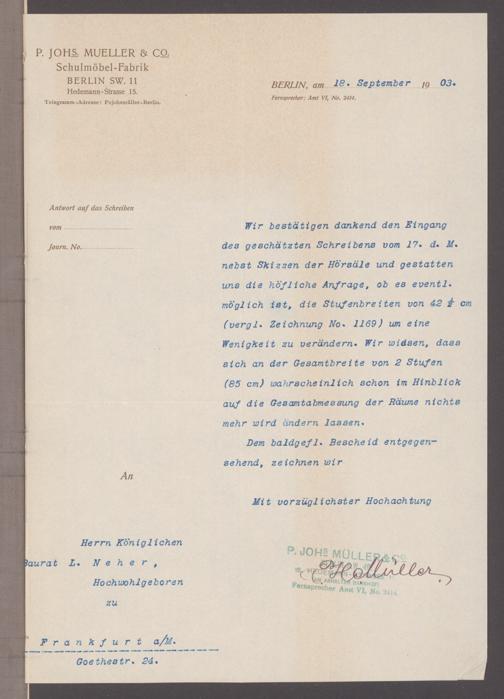 P. JOHS. MUELLER & CO.
Schulmöbel-Fabrik
BERLIN SW. 11
Hedemann-Strasse 15.
Telegramm-Adresse: Pejohmüller-Berlin.
BERLIN, am 18. September 1903.
Fernsprecher: Amt VI, No. 2414.
Antwort auf das Schreiben
vom
Journ. No.
Wir bestätigen dankend den Eingang
des geschätzten Schreibens vom 17. d. M.
nebst Skizzen der Hörsäle und gestatten
uns die höfliche Anfrage, ob es eventl.
möglich ist, die Stufenbreiten von 42 ½ cm
(vergl. Zeichnung No. 1169) um eine
Wenigkeit zu verändern. Wir wissen, dass
sich an der Gesamtbreite von 2 Stufen
(85 cm) wahrscheinlich schon im Hinblick
auf die Gesamtabmessung der Räume nichts
mehr wird ändern lassen.
Dem baldgefl. Bescheid entgegen-
sehend, zeichnen wir
Mit vorzüglichster Hochachtung
An
Herrn Königlichen
Baurat L. Neher,
Hochwohlgeboren
zu
Frankfurt a/M.
Goethestr. 24.
P. JOHS. MÜLLER & CO.
Müller
Fernsprecher Amt VI, No. 2414.